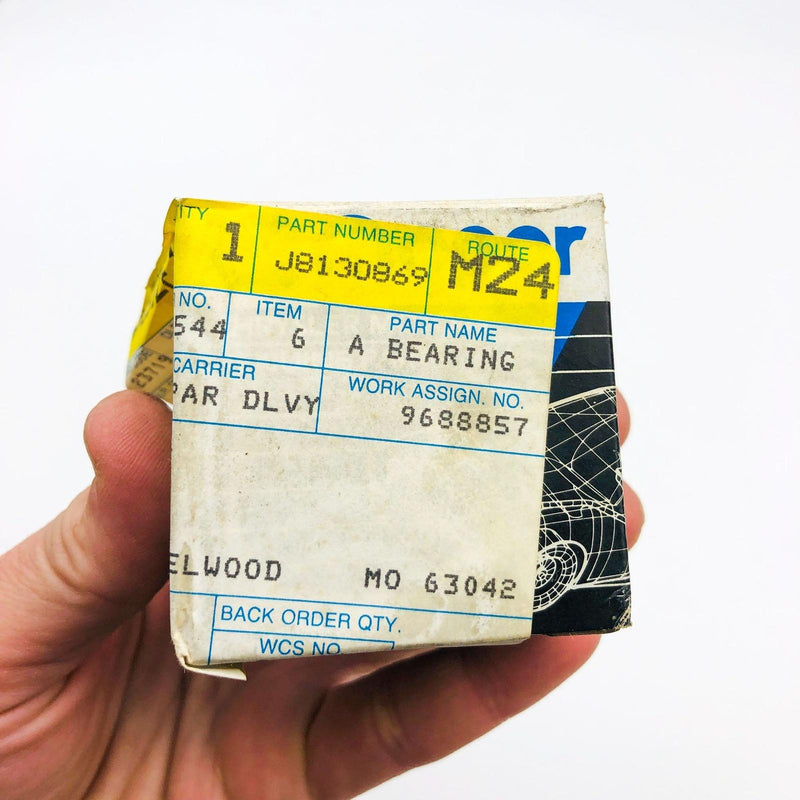 ITY PART NUMBER ROUTE
1 J8130869 M24
NO. ITEM PART NAME
544 6 A BEARING
CARRIER WORK ASSIGN. NO.
PAR DLVY 9688857
ELWOOD MO 63042
BACK ORDER QTY.
WCS NO